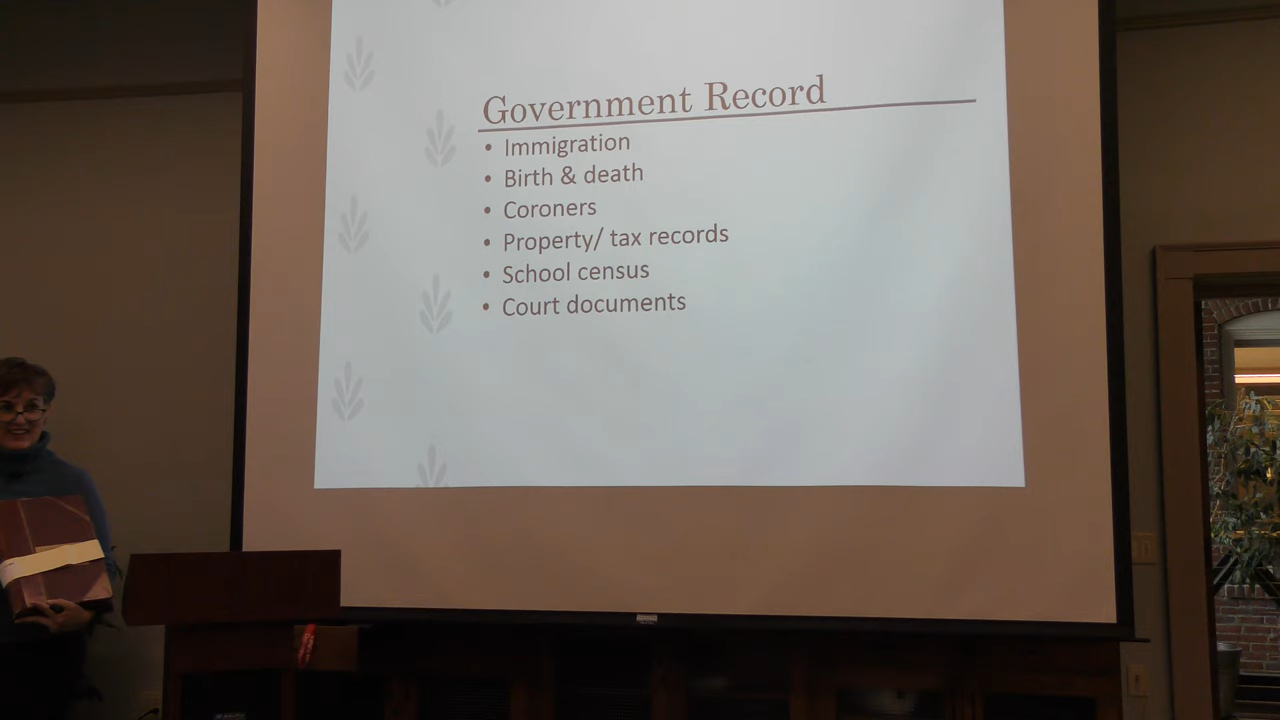 Government Record
• Immigration
• Birth & death
• Coroners
• Property/ tax records
• School census
• Court documents